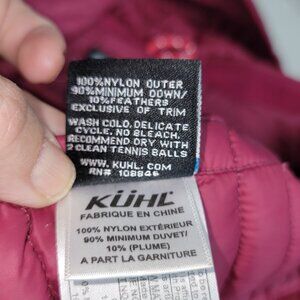 100%NYLON OUTER
90%MINIMUM DOWN/
10%FEATHERS
EXCLUSIVE OF TRIM
WASH COLD, DELICATE
CYCLE, NO BLEACH,
RECOMMEND DRY WITH
2 CLEAN TENNIS BALLS
WWW.KUHL.COM
RN# 108846
KÜHL
FABRIQUE EN CHINE
100% NYLON EXTÉRIEUR
90% MINIMUM DUVET/
10% (PLUME)
A PART LA GARNITURE